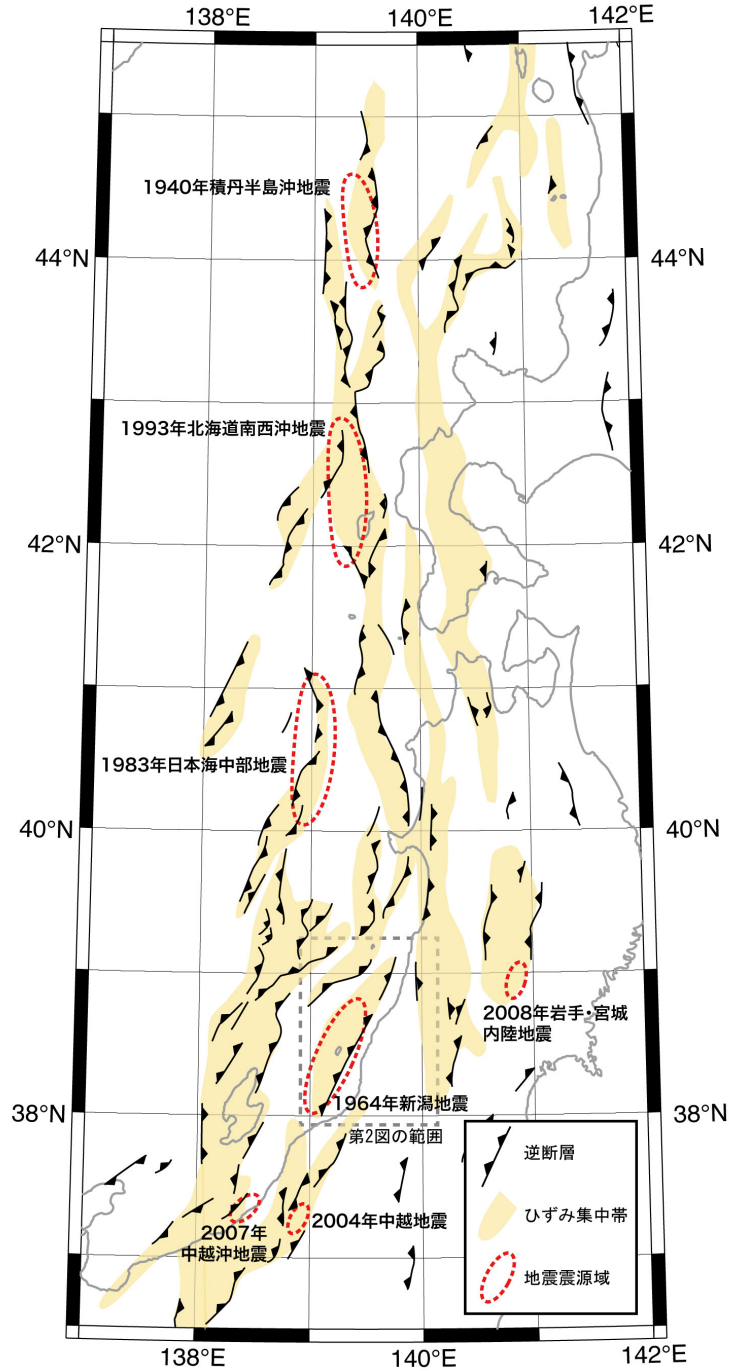 138°E
140°E
142°E
1940年積丹半島沖地震
44°N
44°N
1993年北海道南西沖地震
42°N
42°N
1983年日本海中部地震
40°N
40°N
2008年岩手・宮城
内陸地震
1964年新潟地震
38°N
38°N
第2図の範囲
逆断層
ひずみ集中帯
地震震源域
2004年中越地震
2007年
中越沖地震
138°E
140°E
142°E